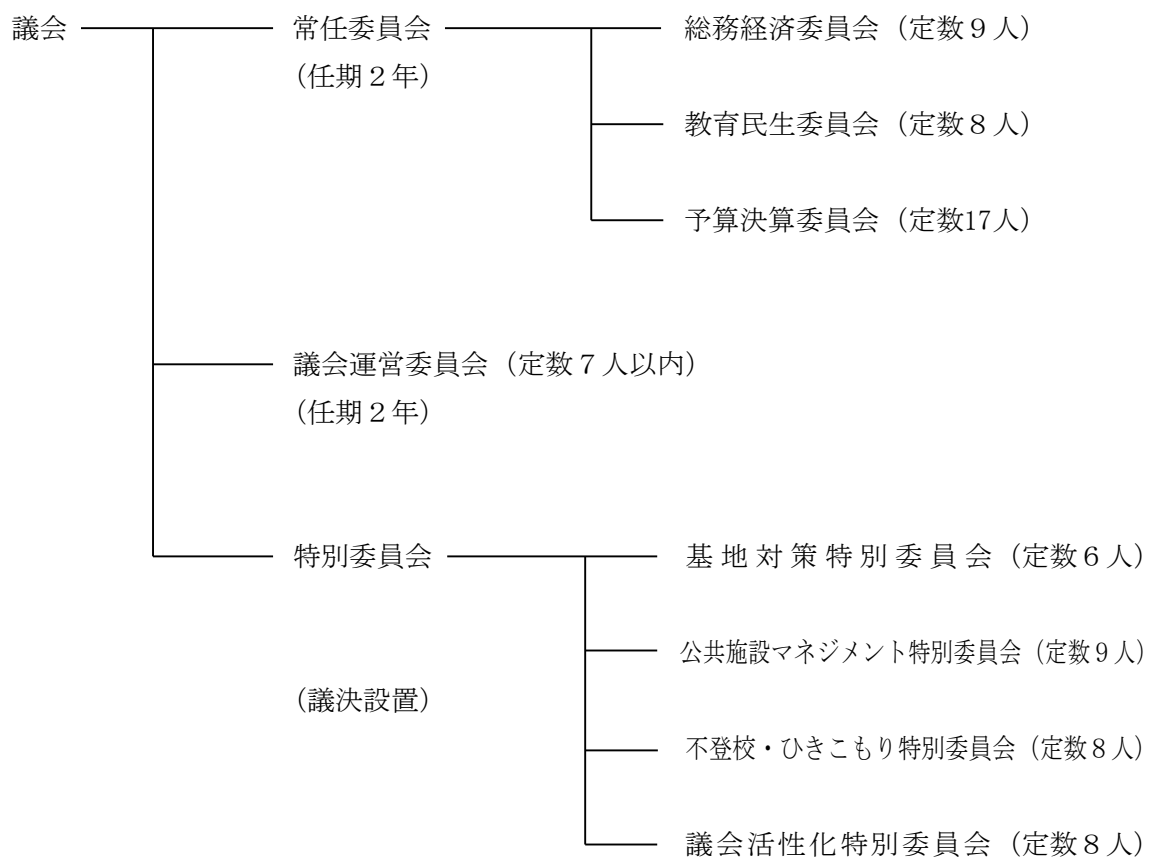 議会 常任委員会 総務経済委員会（定数９人）
（任期２年）
教育民生委員会（定数８人）
予算決算委員会（定数17人）
議会運営委員会（定数７人以内）
（任期２年）
特別委員会 基地対策特別委員会（定数６人）
公共施設マネジメント特別委員会（定数９人）
（議決設置）
不登校・ひきこもり特別委員会（定数８人）
議会活性化特別委員会（定数８人）